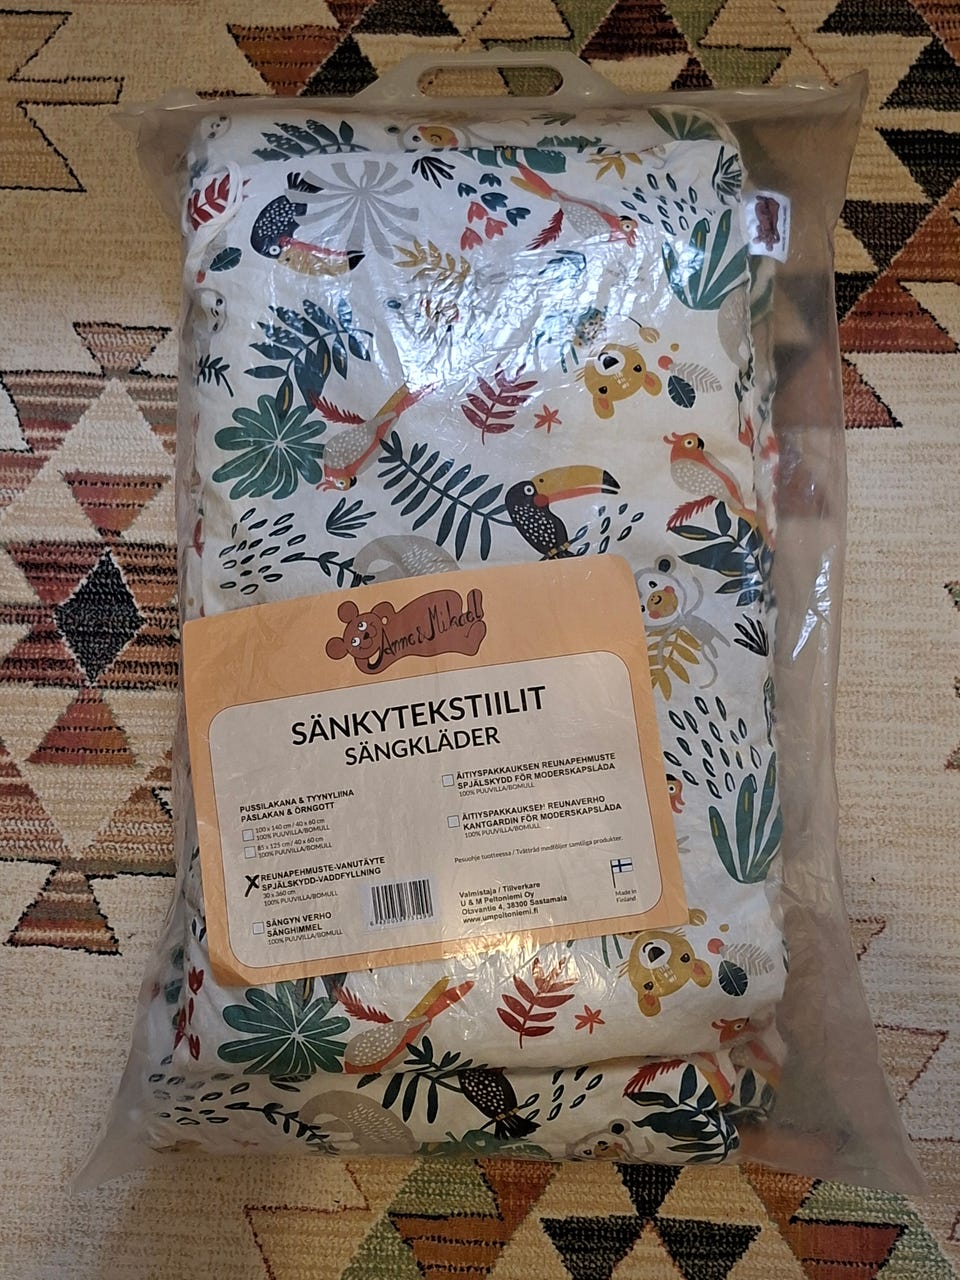 Anne & Mikael
SÄNKYTEKSTIILIT
SÄNGKLÄDER
PUSSILAKANA & TYYNYLIINA
PÅSLAKAN & ÖRNGOTT
100 x 140 cm / 40 x 60 cm
100% PUUVILLA/BOMULL
85 x 125 cm / 40 x 60 cm
100% PUUVILLA/BOMULL
X REUNAPEHMUSTE-VANUTÄYTE
SPJÄLSKYDD-VADDFYLLNING
30 x 360 cm
100% PUUVILLA/BOMULL
SÄNGYN VERHO
SÄNGHIMMEL
100% PUUVILLA/BOMULL
ÄITIYSPAKKAUKSEN REUNAPEHMUSTE
SPJÄLSKYDD FÖR MODERSKAPSLÅDA
100% PUUVILLA/BOMULL
ÄITIYSPAKKAUKSEN REUNAVERHO
KANTGARDIN FÖR MODERSKAPSLÅDA
100% PUUVILLA/BOMULL
Pesuohje tuotteessa / Tvättråd medföljer samtliga produkter.
Valmistaja / Tillverkare
U & M Peltoniemi Oy
Otavantie 4, 38300 Sastamala
www.umpeltoniemi.fi
Made in
Finland